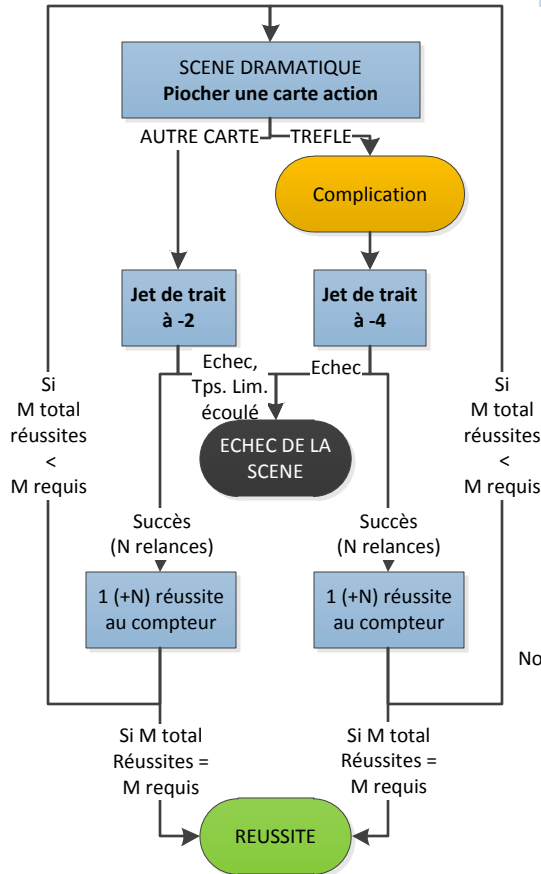 SCENE DRAMATIQUE
Piocher une carte action
AUTRE CARTE
TREFLE
Complication
Jet de trait
à -2
Jet de trait
à -4
Echec,
Tps. Lim.
écoulé
Echec
ECHEC DE LA
SCENE
Si
M total
réussites
<
M requis
Si
M total
réussites
<
M requis
Succès
(N relances)
Succès
(N relances)
1 (+N) réussite
au compteur
1 (+N) réussite
au compteur
No
Si M total
Réussites =
M requis
Si M total
Réussites =
M requis
REUSSITE